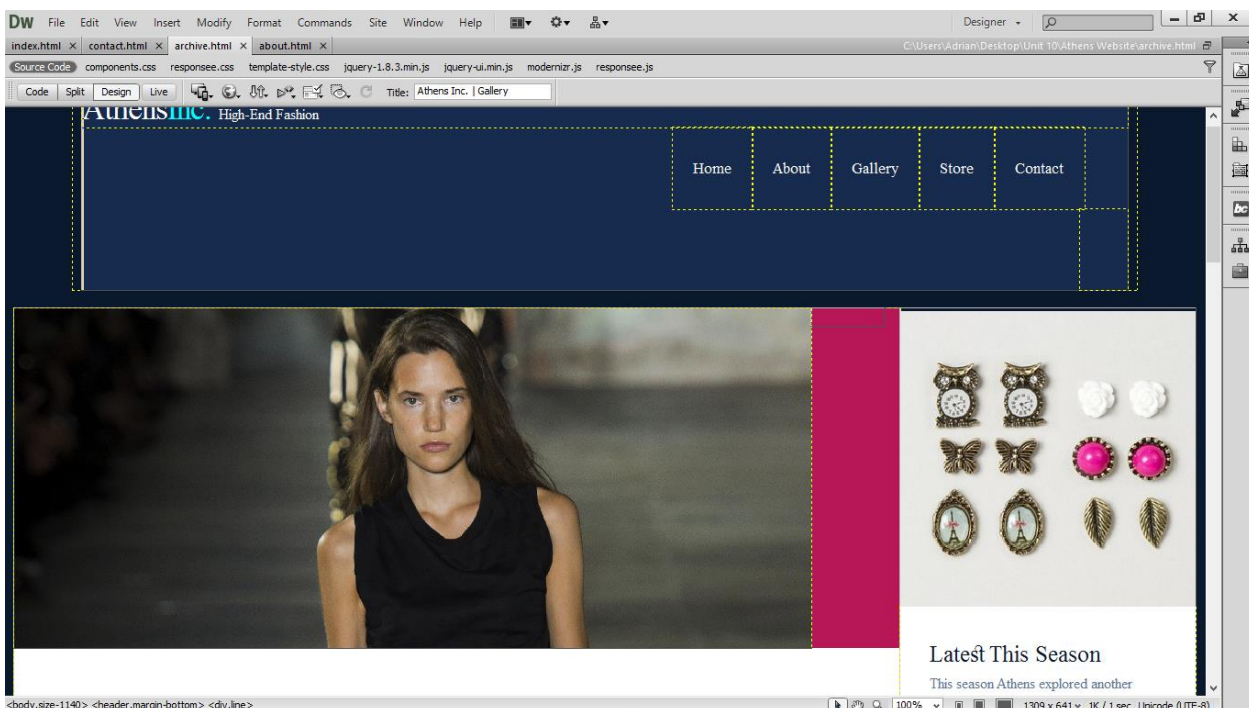 DW File Edit View Insert Modify Format Commands Site Window Help Designer
index.html × contact.html × archive.html × about.html × C:\Users\Adrian\Desktop\Unit 10\Athens Website\archive.html
Source Code components.css responsee.css template-style.css jquery-1.8.3.min.js jquery-ui.min.js modernizr.js responsee.js
Code Split Design Live Title: Athens Inc. | Gallery
AthensInc. High-End Fashion
Home About Gallery Store Contact
Latest This Season
This season Athens explored another
<body.size-1140> <header.margin-bottom> <div.line> 100% 1309 x 641 1K / 1 sec Unicode (UTF-8)